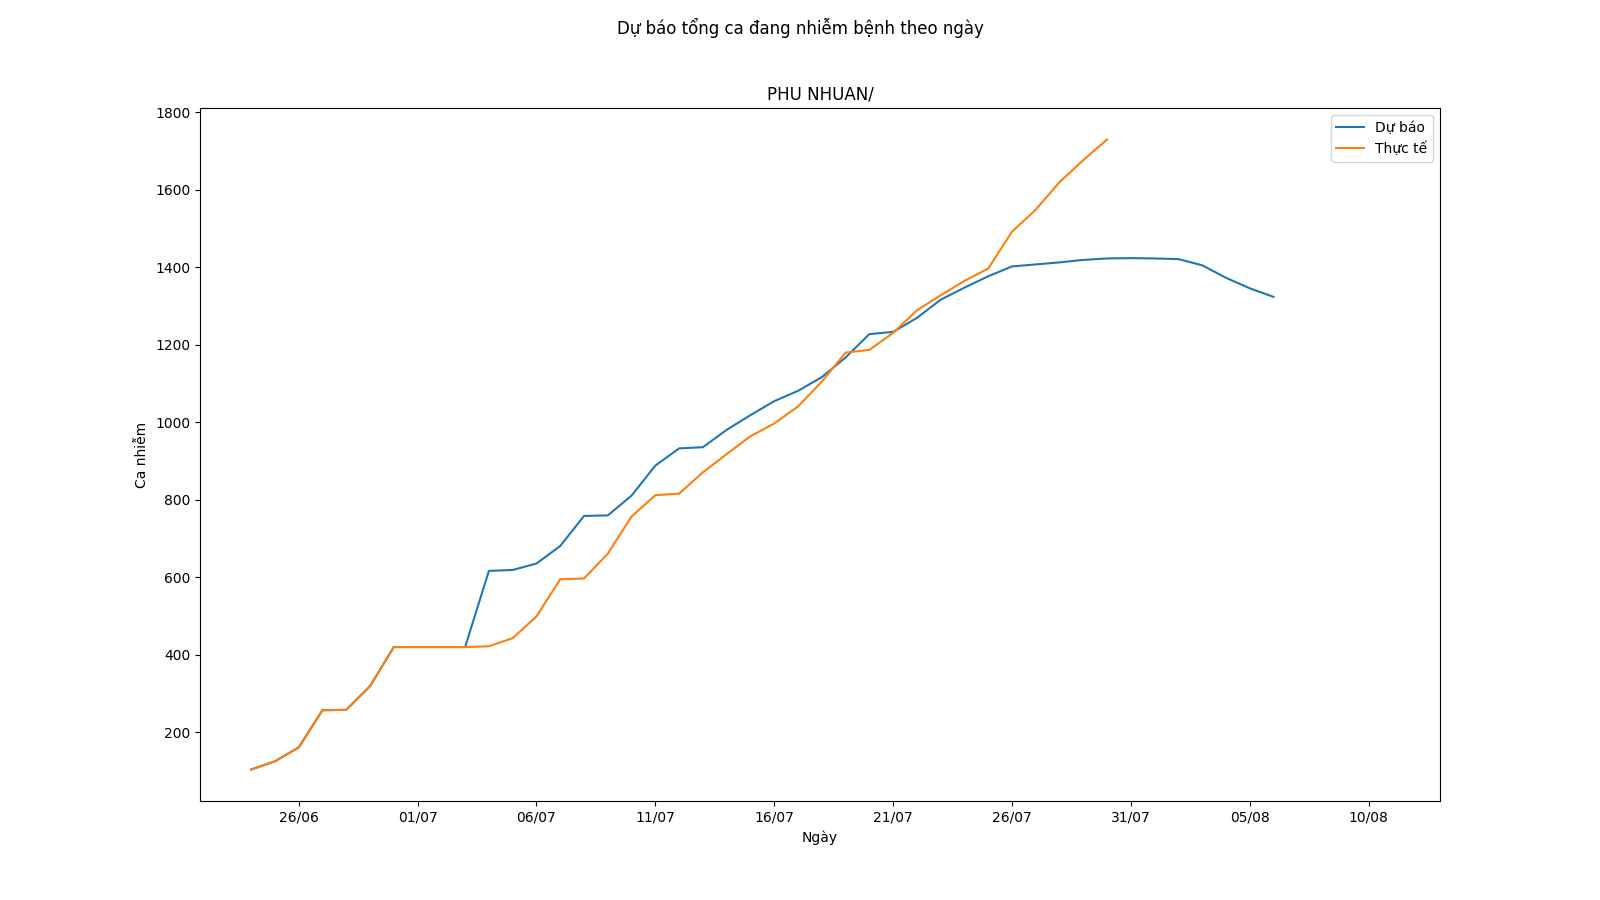 Dự báo tổng ca đang nhiễm bệnh theo ngày
PHU NHUAN/
Dự báo
Thực tế
1800
1600
1400
1200
1000
800
600
400
200
Ca nhiễm
26/06 01/07 06/07 11/07 16/07 21/07 26/07 31/07 05/08 10/08
Ngày